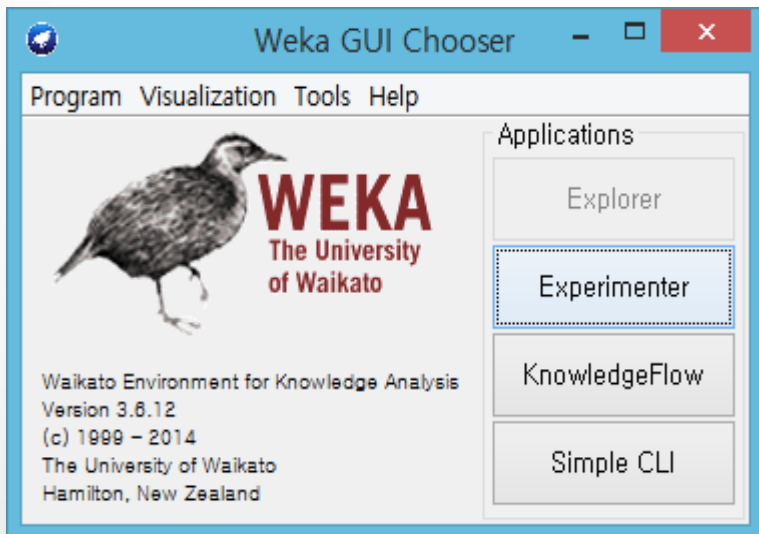 Weka GUI Chooser
Program Visualization Tools Help
WEKA
The University
of Waikato
Waikato Environment for Knowledge Analysis
Version 3.6.12
(c) 1999 – 2014
The University of Waikato
Hamilton, New Zealand
Applications
Explorer
Experimenter
KnowledgeFlow
Simple CLI